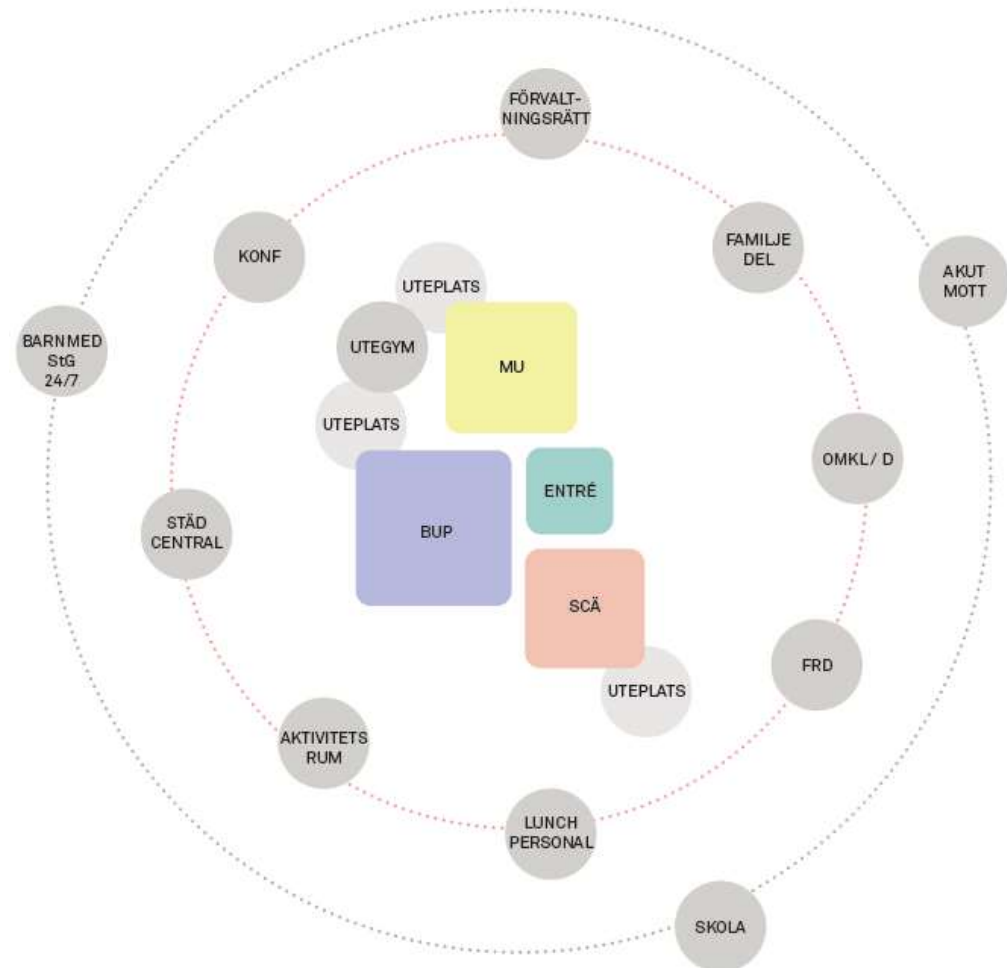 FÖRVALT-
NINGSRÄTT
KONF
FAMILJE
DEL
AKUT
MOTT
UTEPLATS
BARNMED
StG
24/7
UTEGYM
MU
UTEPLATS
OMKL / D
ENTRÉ
STÄD
CENTRAL
BUP
SCÄ
FRD
UTEPLATS
AKTIVITETS
RUM
LUNCH
PERSONAL
SKOLA